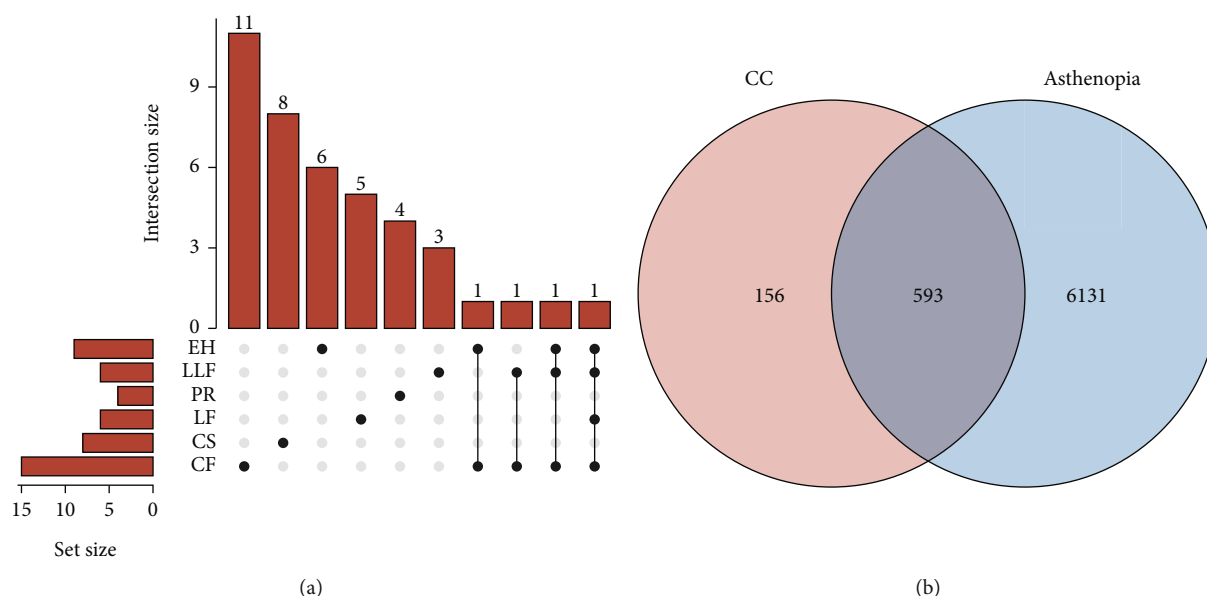 11
8
6
5
4
3
1
1
1
1
Intersection size
9
6
3
0
EH
LLF
PR
LF
CS
CF
15 10 5 0
Set size
(a)
CC
Asthenopia
156
593
6131
(b)